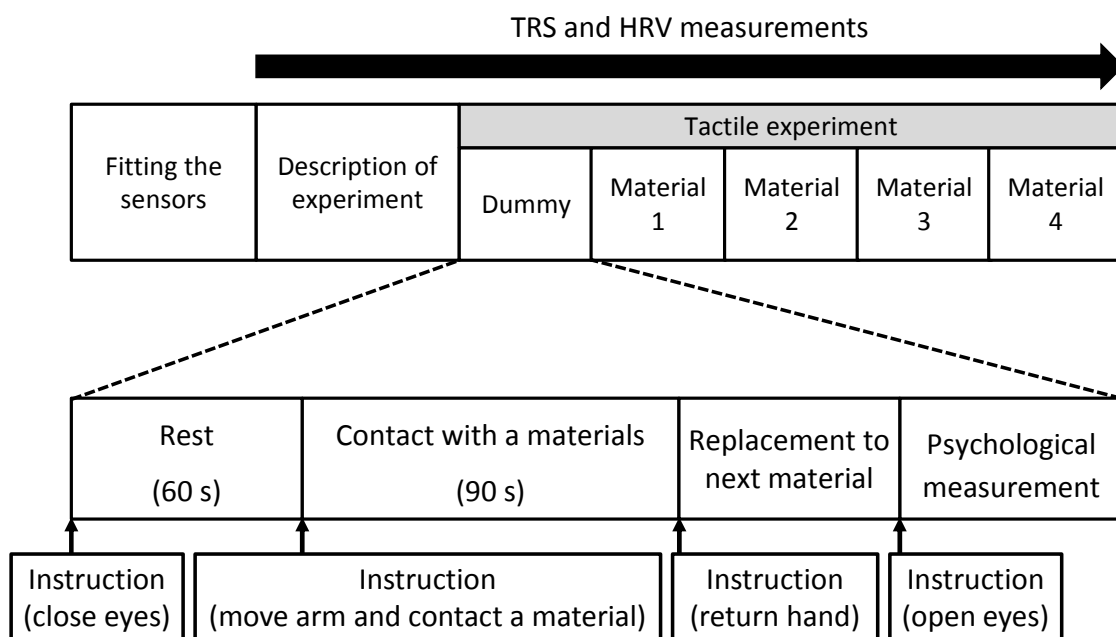 TRS and HRV measurements
Tactile experiment
Fitting the
sensors
Description of
experiment
Dummy
Material
1
Material
2
Material
3
Material
4
Rest
(60 s)
Contact with a materials
(90 s)
Replacement to
next material
Psychological
measurement
Instruction
(close eyes)
Instruction
(move arm and contact a material)
Instruction
(return hand)
Instruction
(open eyes)